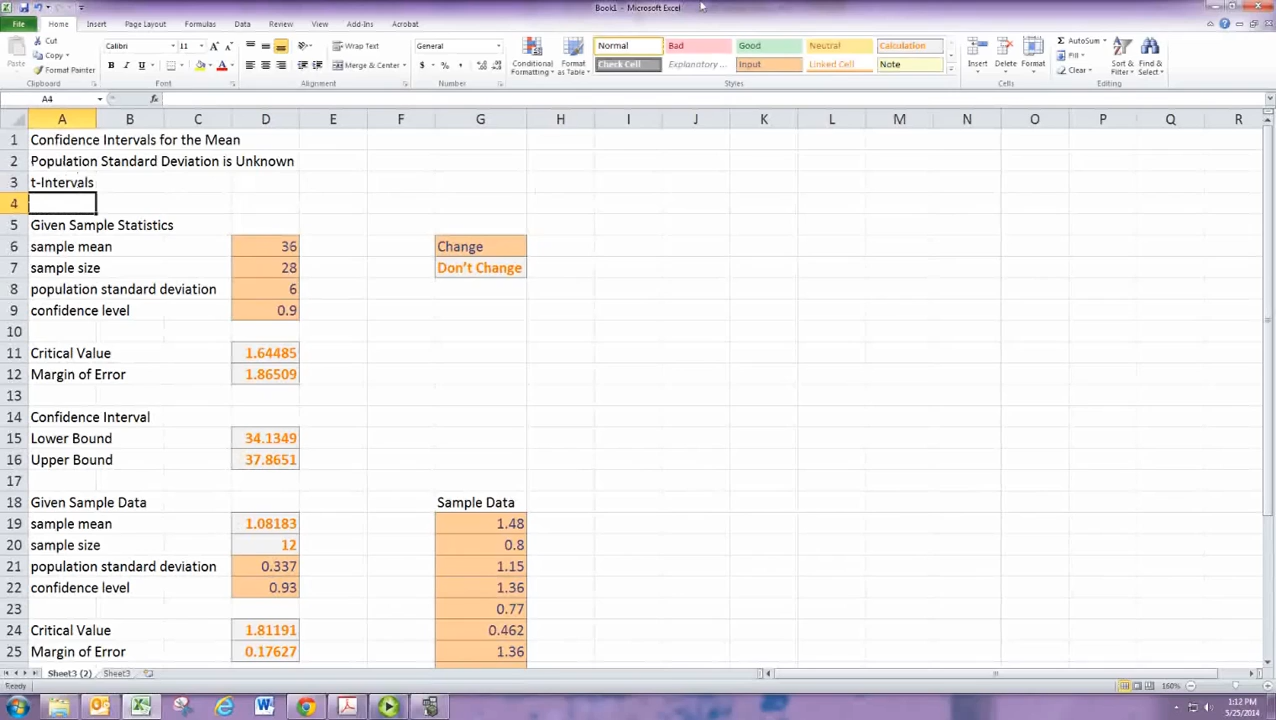 Book1 - Microsoft Excel
File Home Insert Page Layout Formulas Data Review View Add-Ins Acrobat
Paste Cut Copy Format Painter Clipboard
Calibri 11 Font
Wrap Text Merge & Center Alignment
General Number
Conditional Formatting Format as Table
Normal Bad Good Neutral Calculation
Check Cell Explanatory ... Input Linked Cell Note
Styles
Insert Delete Format Cells
AutoSum Fill Clear Sort & Filter Find & Select Editing
A4 fx
A B C D E F G H I J K L M N O P Q R
1 Confidence Intervals for the Mean
2 Population Standard Deviation is Unknown
3 t-Intervals
4
5 Given Sample Statistics
6 sample mean 36 Change
7 sample size 28 Don't Change
8 population standard deviation 6
9 confidence level 0.9
10
11 Critical Value 1.64485
12 Margin of Error 1.86509
13
14 Confidence Interval
15 Lower Bound 34.1349
16 Upper Bound 37.8651
17
18 Given Sample Data Sample Data
19 sample mean 1.08183 1.48
20 sample size 12 0.8
21 population standard deviation 0.337 1.15
22 confidence level 0.93 1.36
23 0.77
24 Critical Value 1.81191 0.462
25 Margin of Error 0.17627 1.36
Sheet3 (2) Sheet3
Ready 160%
1:12 PM
5/25/2014